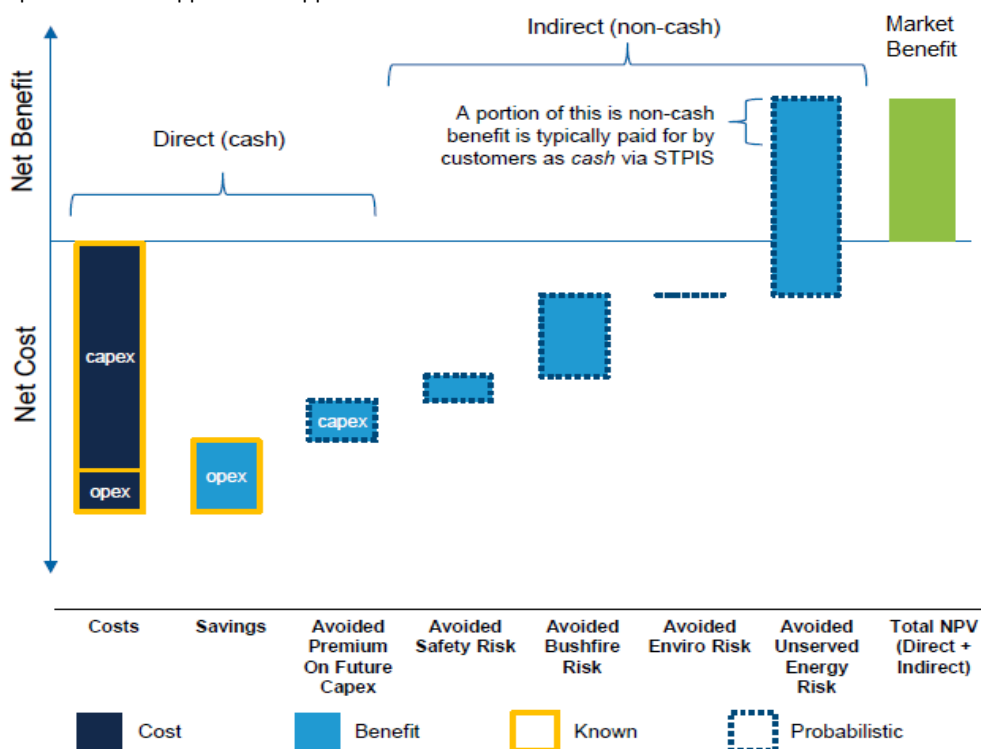 Indirect (non-cash)
Market
Benefit
Net Benefit
Direct (cash)
A portion of this is non-cash
benefit is typically paid for by
customers as cash via STPIS
Net Cost
capex
opex
opex
capex
Costs
Savings
Avoided
Premium
On Future
Capex
Avoided
Safety Risk
Avoided
Bushfire
Risk
Avoided
Enviro Risk
Avoided
Unserved
Energy
Risk
Total NPV
(Direct +
Indirect)
Cost
Benefit
Known
Probabilistic